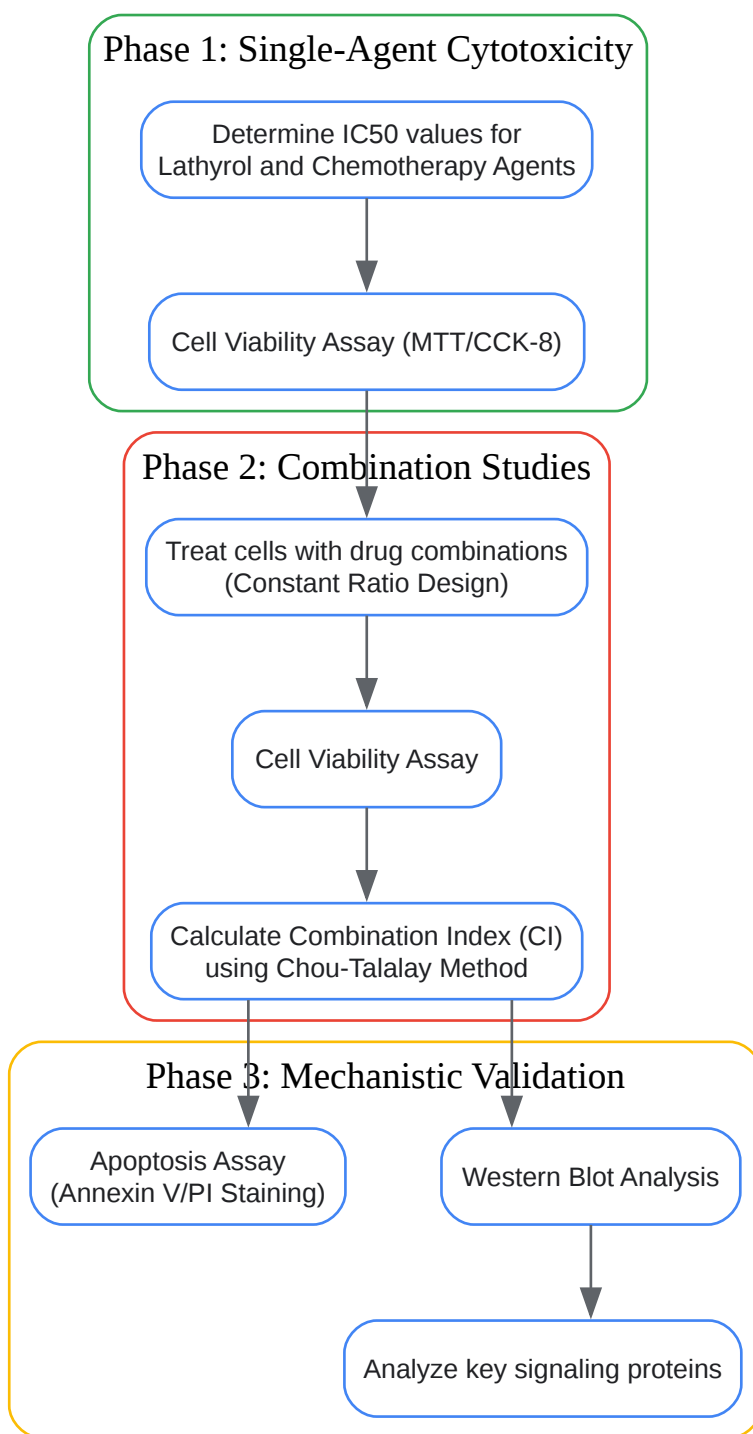 Phase 1: Single-Agent Cytotoxicity
Determine IC50 values for
Lathyrol and Chemotherapy Agents
Cell Viability Assay (MTT/CCK-8)
Phase 2: Combination Studies
Treat cells with drug combinations
(Constant Ratio Design)
Cell Viability Assay
Calculate Combination Index (CI)
using Chou-Talalay Method
Phase 3: Mechanistic Validation
Apoptosis Assay
(Annexin V/PI Staining)
Western Blot Analysis
Analyze key signaling proteins